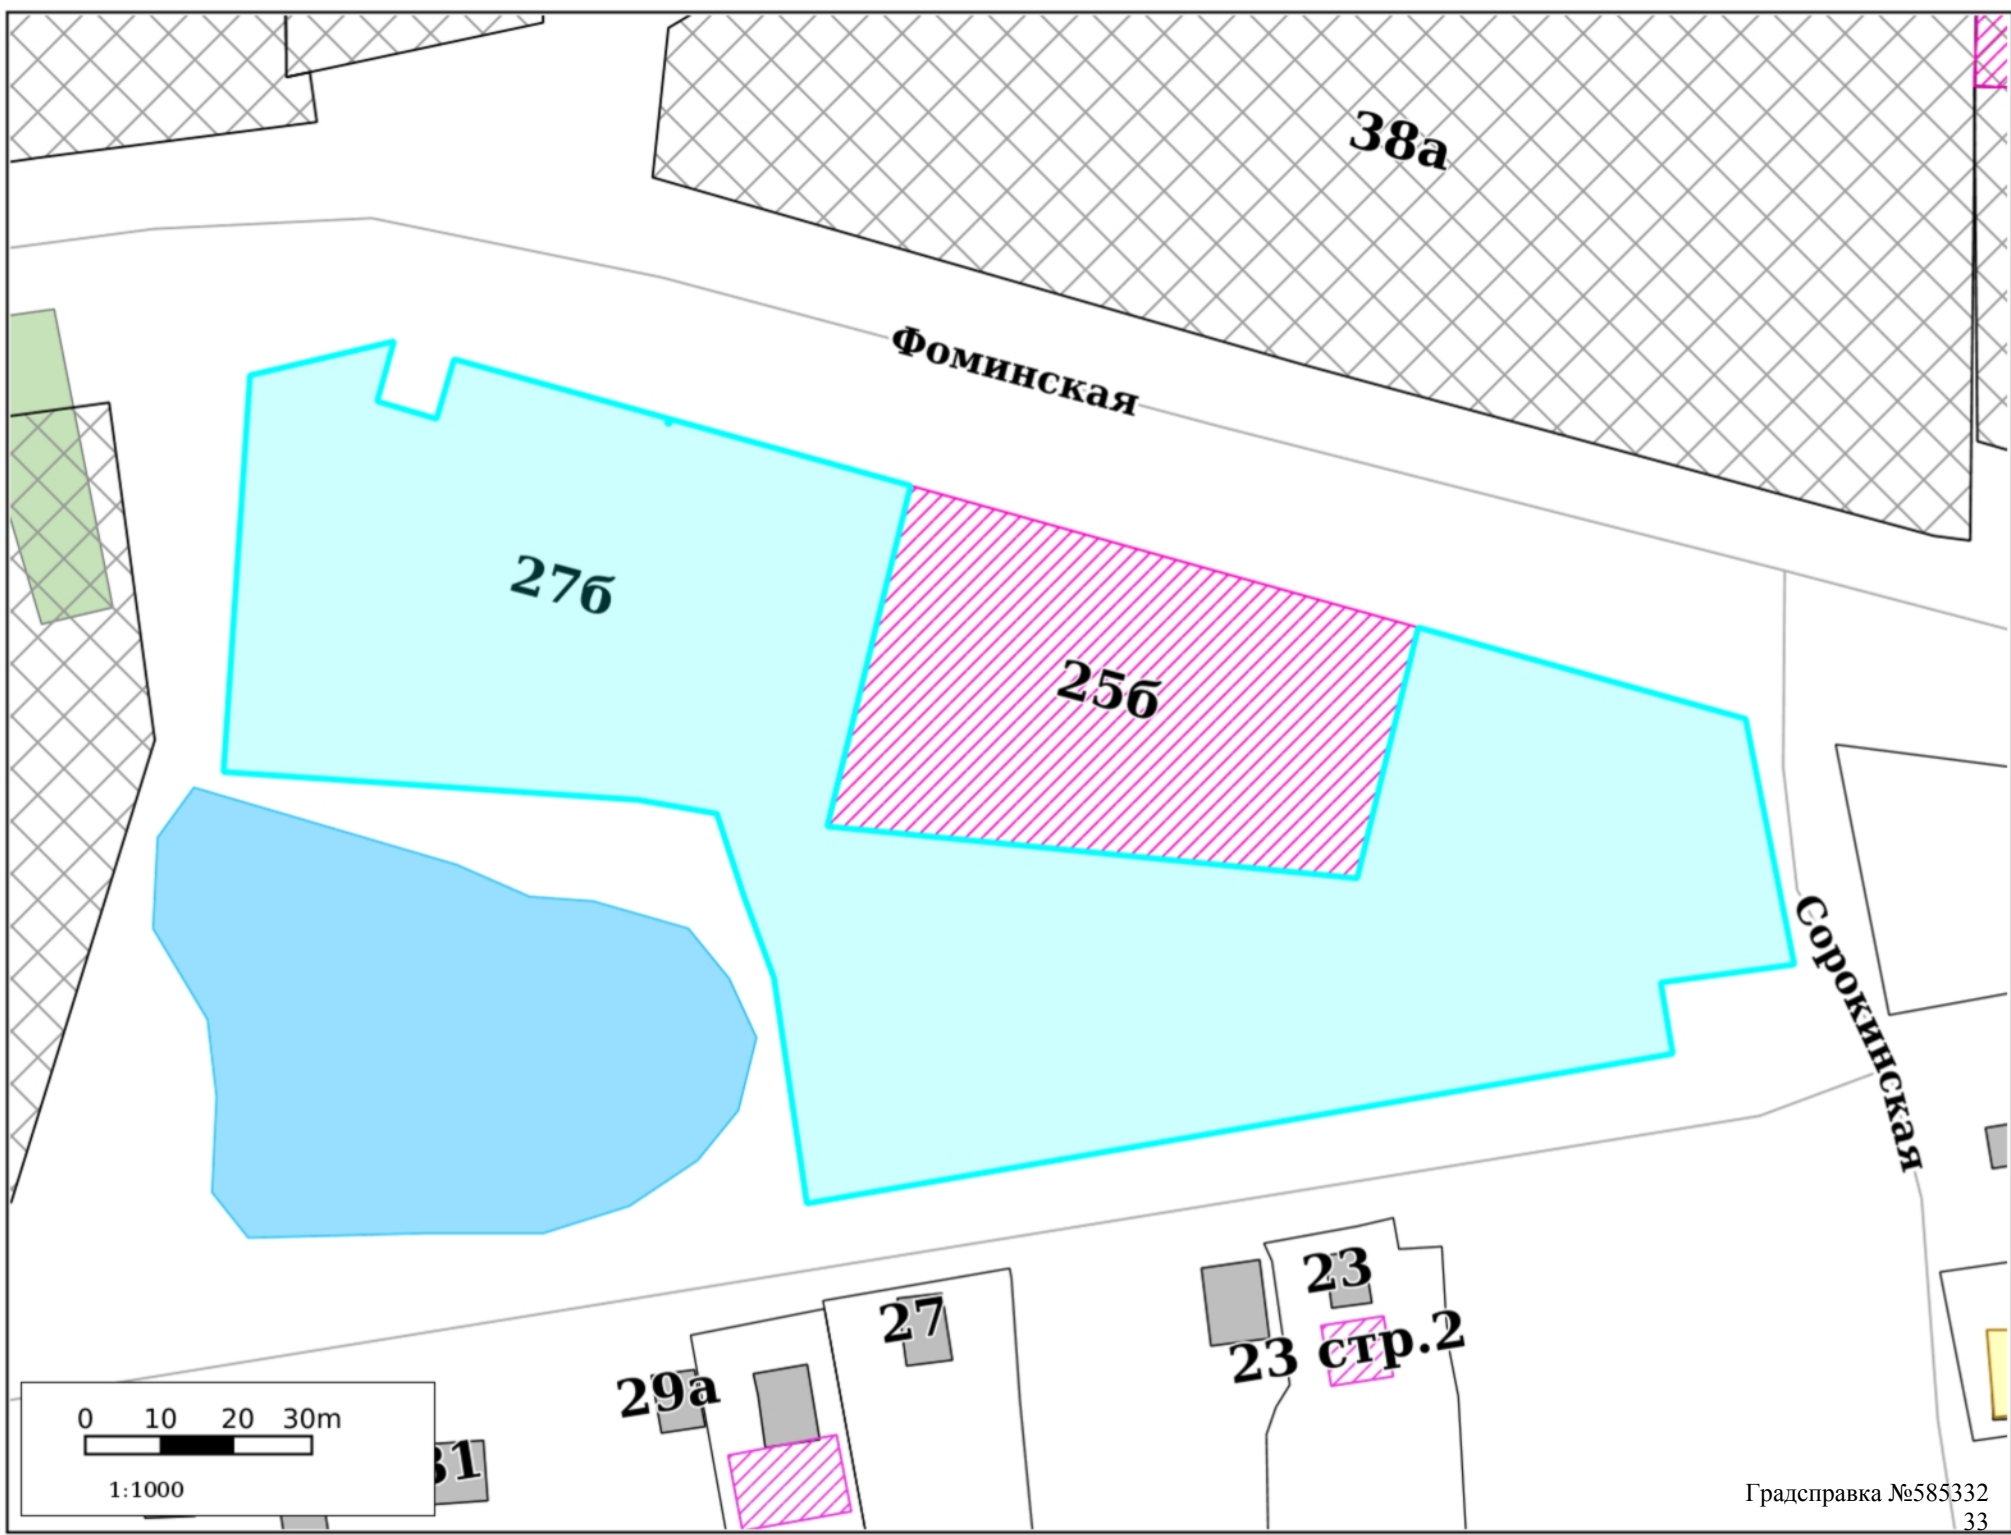 38а
Фоминская
27б
25б
Сорокинская
23
27
23 стр.2
29а
31
0 10 20 30m
1:1000
Градсправка №585332
33